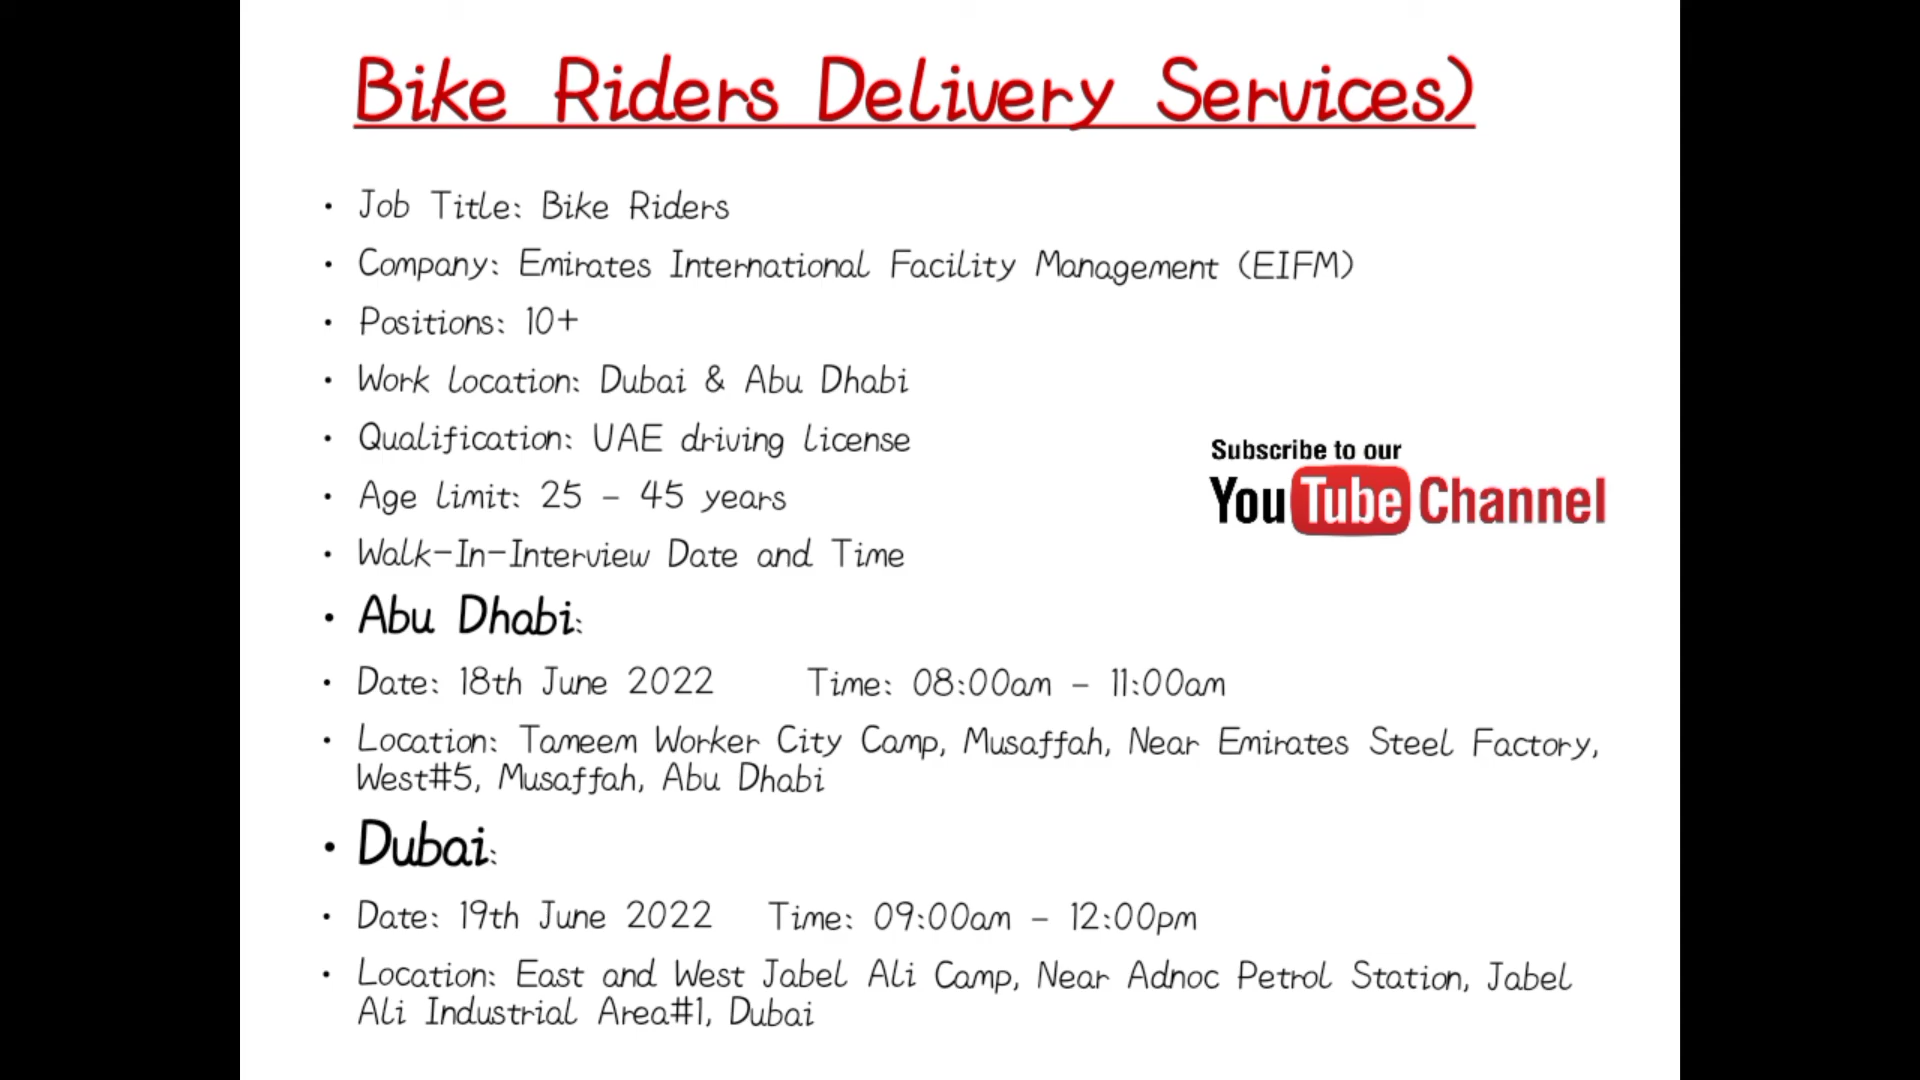 Bike Riders Delivery Services)
• Job Title: Bike Riders
• Company: Emirates International Facility Management (EIFM)
• Positions: 10+
• Work location: Dubai & Abu Dhabi
• Qualification: UAE driving license
• Age limit: 25 – 45 years
• Walk-In-Interview Date and Time
• Abu Dhabi:
• Date: 18th June 2022 Time: 08:00am – 11:00am
• Location: Tameem Worker City Camp, Musaffah, Near Emirates Steel Factory,
West#5, Musaffah, Abu Dhabi
• Dubai:
• Date: 19th June 2022 Time: 09:00am – 12:00pm
• Location: East and West Jabel Ali Camp, Near Adnoc Petrol Station, Jabel
Ali Industrial Area#1, Dubai
Subscribe to our
YouTube Channel